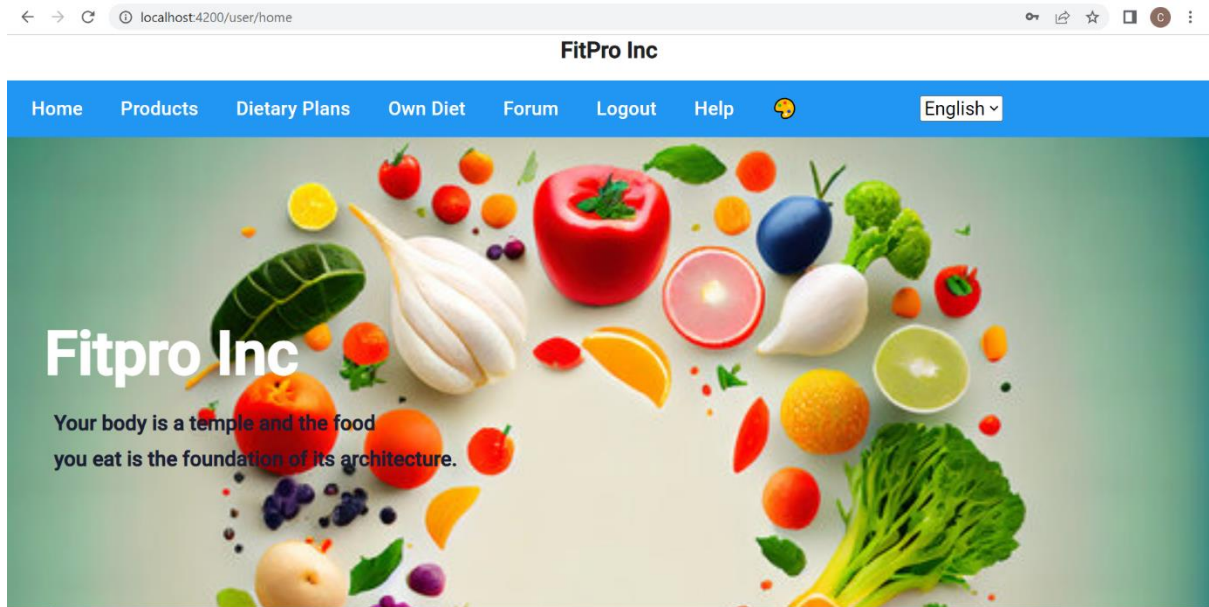 localhost:4200/user/home
C
FitPro Inc
Home Products Dietary Plans Own Diet Forum Logout Help English
Fitpro Inc
Your body is a temple and the food
you eat is the foundation of its architecture.